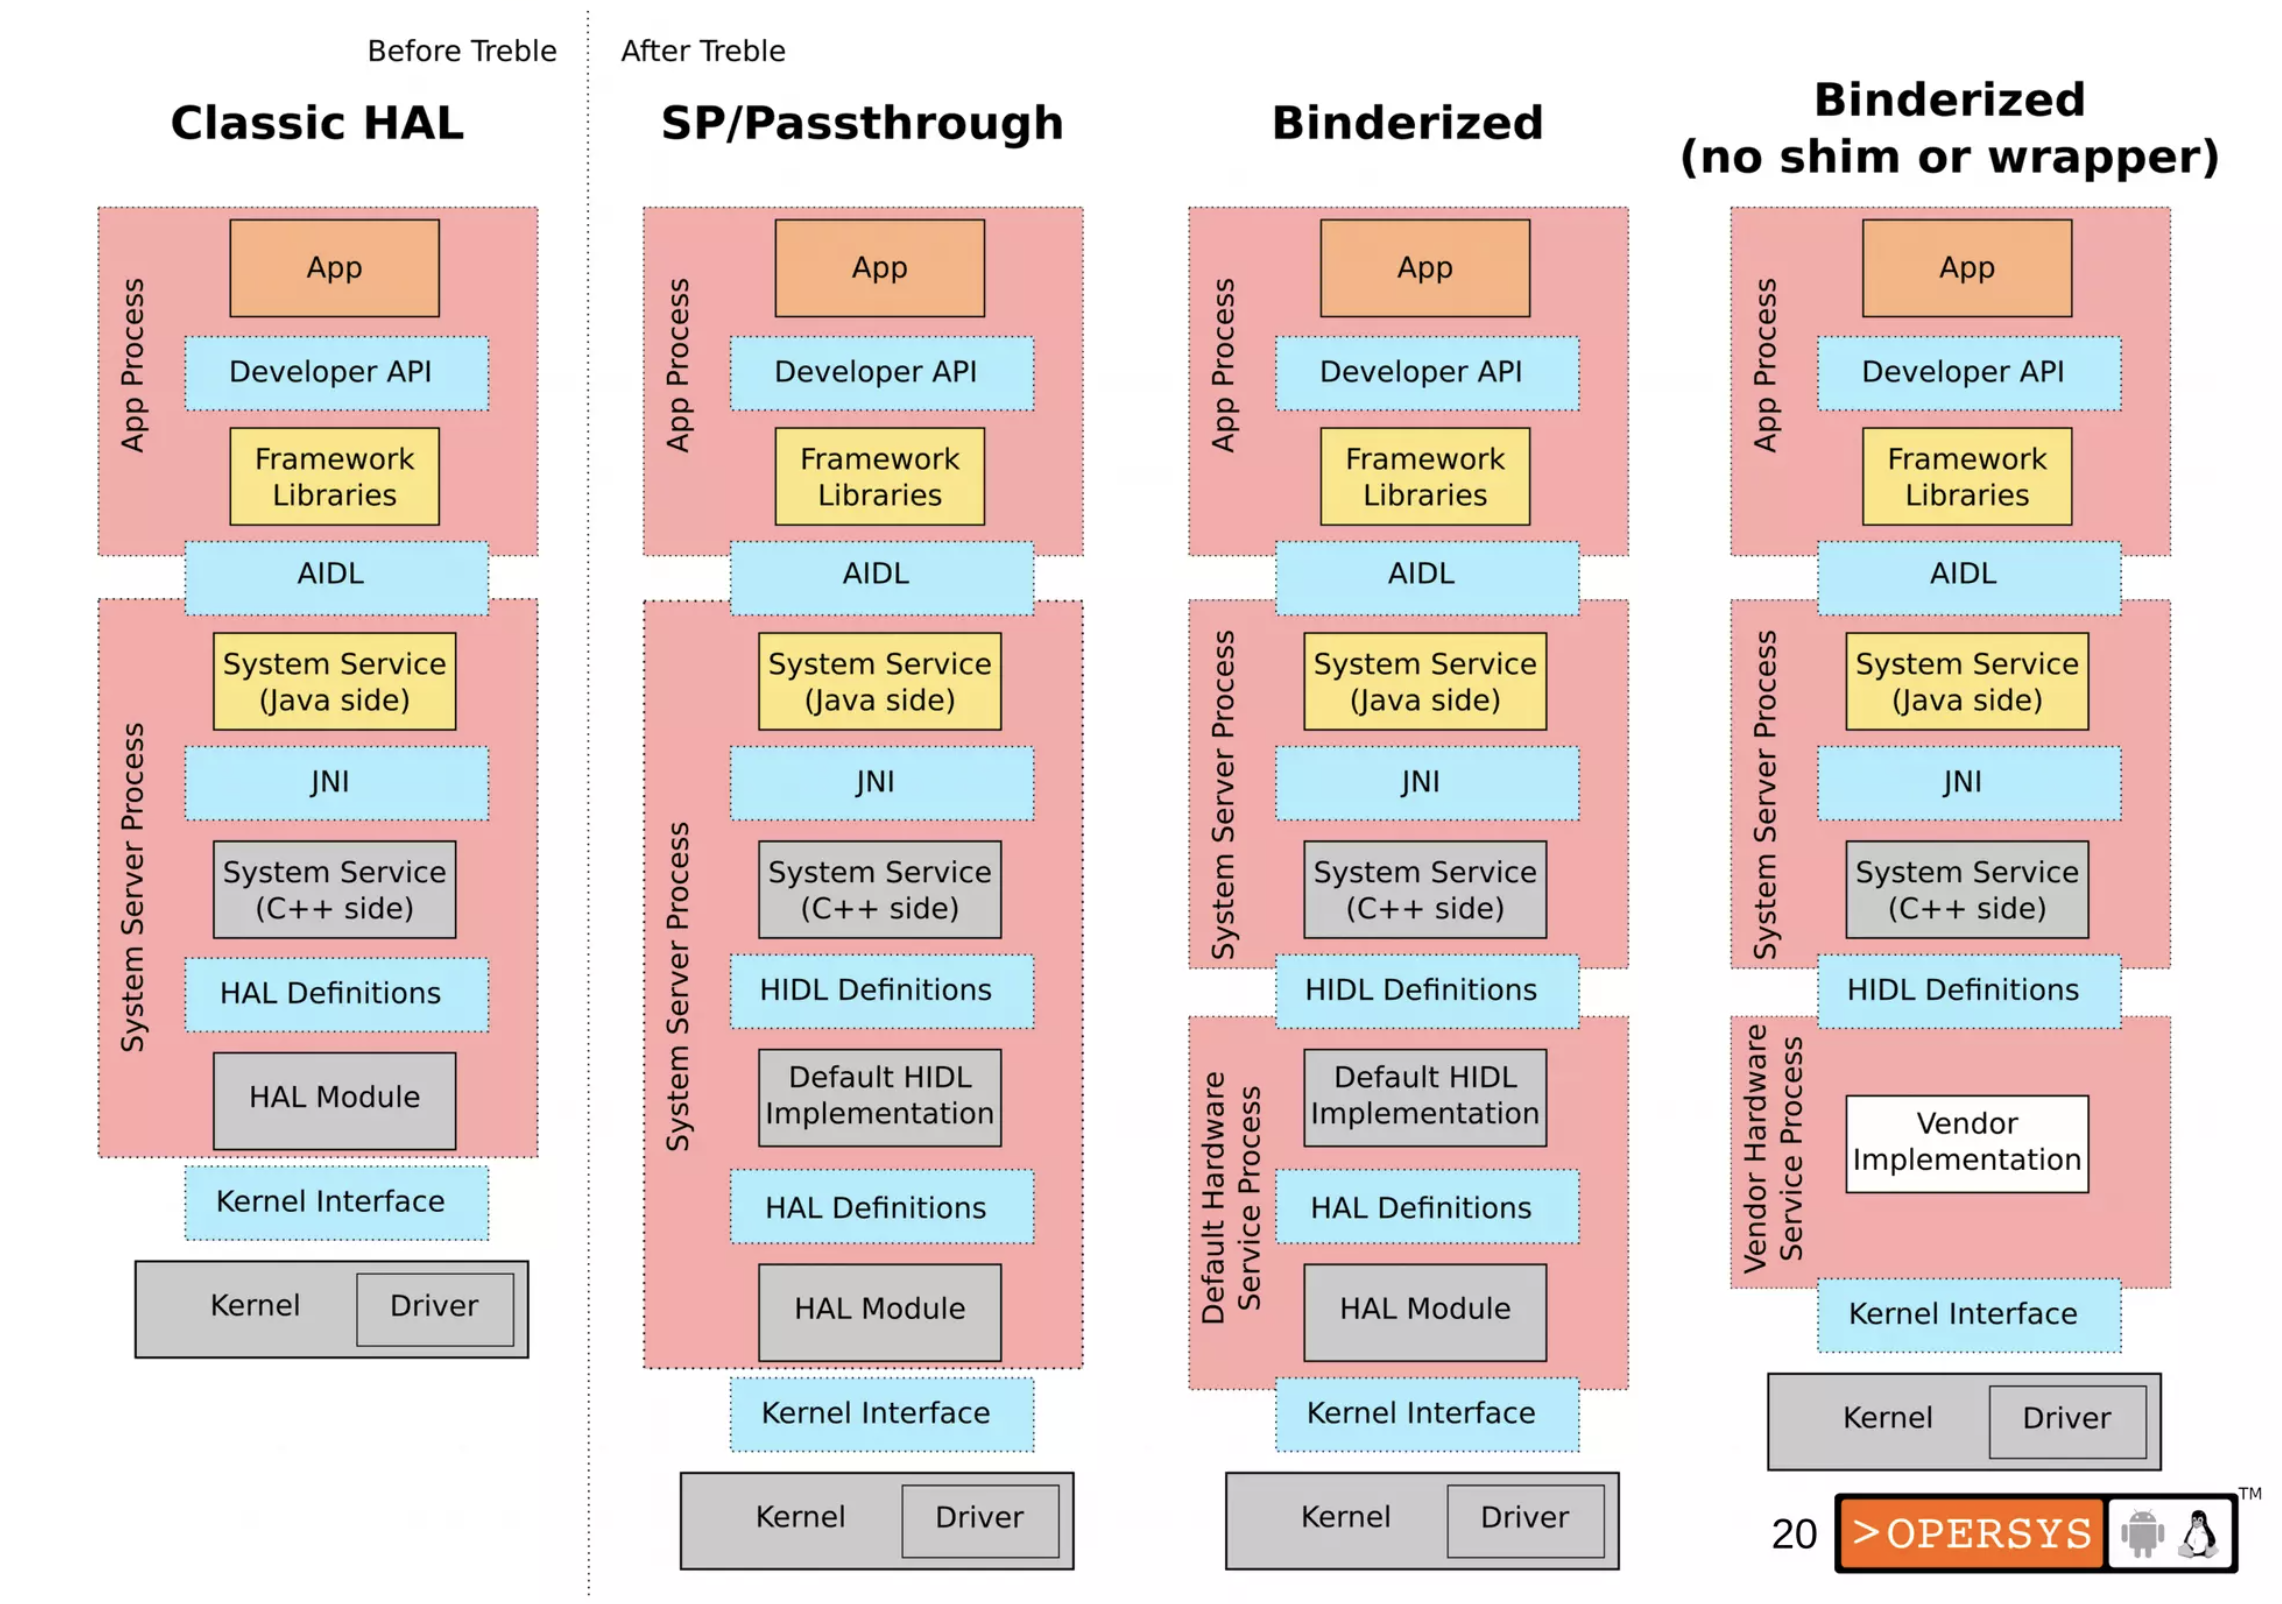 Before Treble
After Treble
Classic HAL
SP/Passthrough
Binderized
Binderized
(no shim or wrapper)
App Process
App
Developer API
Framework
Libraries
AIDL
System Server Process
System Service
(Java side)
JNI
System Service
(C++ side)
HAL Definitions
HAL Module
Kernel Interface
Kernel
Driver
App Process
App
Developer API
Framework
Libraries
AIDL
System Server Process
System Service
(Java side)
JNI
System Service
(C++ side)
HIDL Definitions
Default HIDL
Implementation
HAL Definitions
HAL Module
Kernel Interface
Kernel
Driver
App Process
App
Developer API
Framework
Libraries
AIDL
System Server Process
System Service
(Java side)
JNI
System Service
(C++ side)
HIDL Definitions
Default Hardware
Service Process
Default HIDL
Implementation
HAL Definitions
HAL Module
Kernel Interface
Kernel
Driver
App Process
App
Developer API
Framework
Libraries
AIDL
System Server Process
System Service
(Java side)
JNI
System Service
(C++ side)
HIDL Definitions
Vendor Hardware
Service Process
Vendor
Implementation
Kernel Interface
Kernel
Driver
20
>OPERSYS
TM